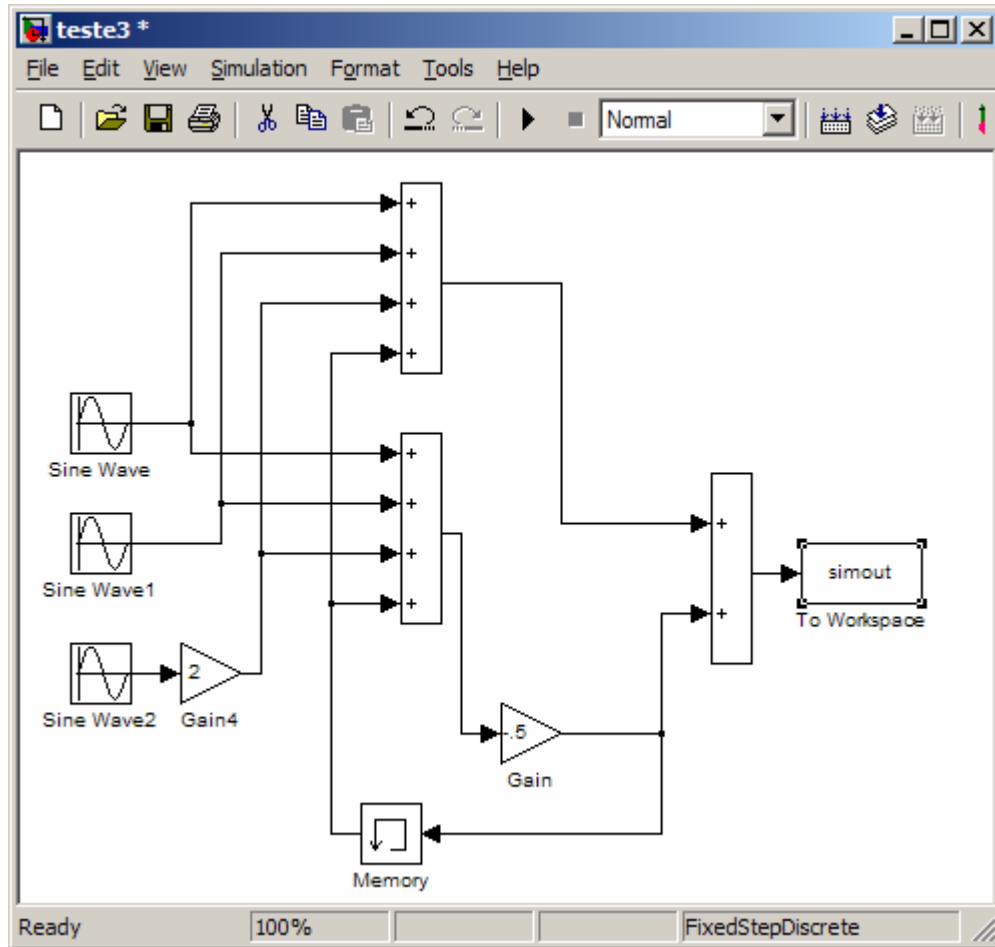 teste3 *
File Edit View Simulation Format Tools Help
Normal
+
+
+
+
+
Sine Wave
+
+
+
simout
Sine Wave1
+
+
To Workspace
2
Sine Wave2 Gain4
-.5
Gain
Memory
Ready 100% FixedStepDiscrete